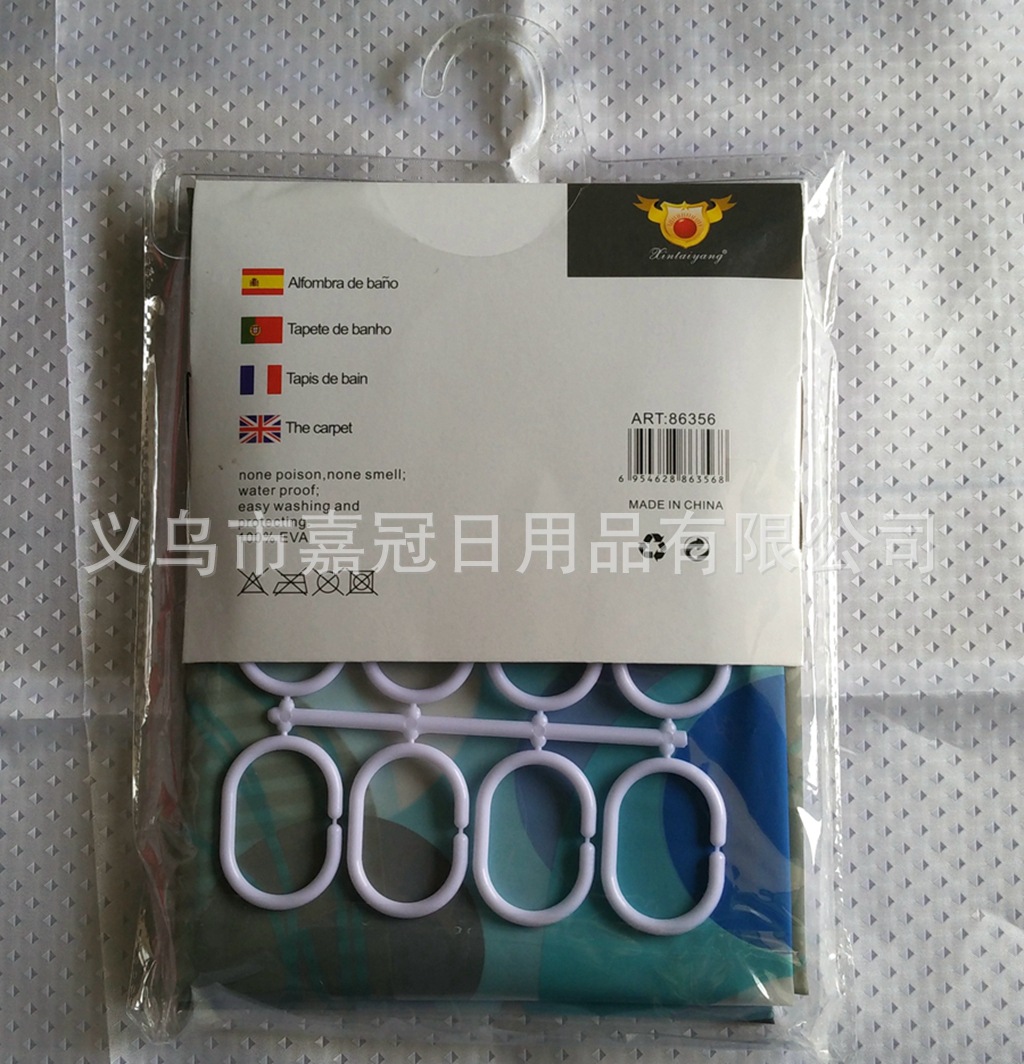 Xintaiyang®
Alfombra de baño
Tapete de banho
Tapis de bain
The carpet
ART:86356
6 954628 863568
MADE IN CHINA
none poison,none smell;
water proof;
easy washing and
protecting
100% EVA
义乌市嘉冠日用品有限公司